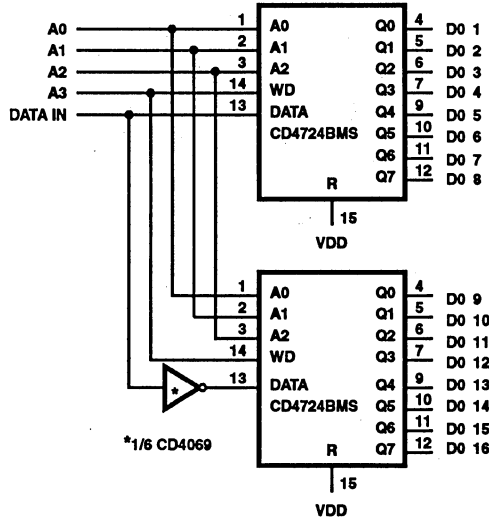 A0 1 A0 Q0 4 D0 1
A1 2 A1 Q1 5 D0 2
A2 3 A2 Q2 6 D0 3
A3 14 WD Q3 7 D0 4
DATA IN 13 DATA Q4 9 D0 5
CD4724BMS Q5 10 D0 6
Q6 11 D0 7
Q7 12 D0 8
R
15
VDD
1 A0 Q0 4 D0 9
2 A1 Q1 5 D0 10
3 A2 Q2 6 D0 11
14 WD Q3 7 D0 12
* 13 DATA Q4 9 D0 13
CD4724BMS Q5 10 D0 14
Q6 11 D0 15
*1/6 CD4069 R Q7 12 D0 16
15
VDD